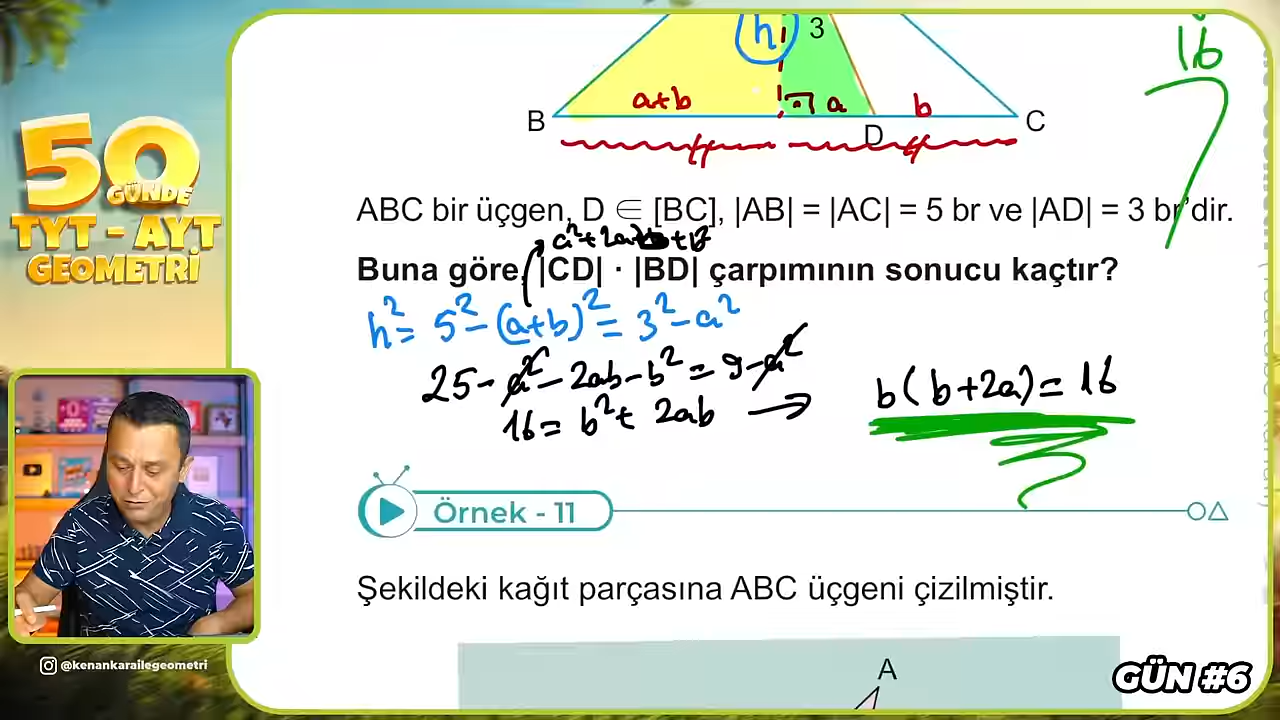 h
3
16
a+b
a
b
B
D
C
50
GÜNDE
TYT - AYT
GEOMETRİ
ABC bir üçgen, D ∈ [BC], |AB| = |AC| = 5 br ve |AD| = 3 br'dir.
Buna göre, |CD| · |BD| çarpımının sonucu kaçtır?
h² = 5² - (a+b)² = 3² - a²
25 - a² - 2ab - b² = 9 - a²
16 = b² + 2ab → b(b+2a) = 16
Örnek - 11
Şekildeki kağıt parçasına ABC üçgeni çizilmiştir.
A
@kenankarailegeometri
GÜN #6